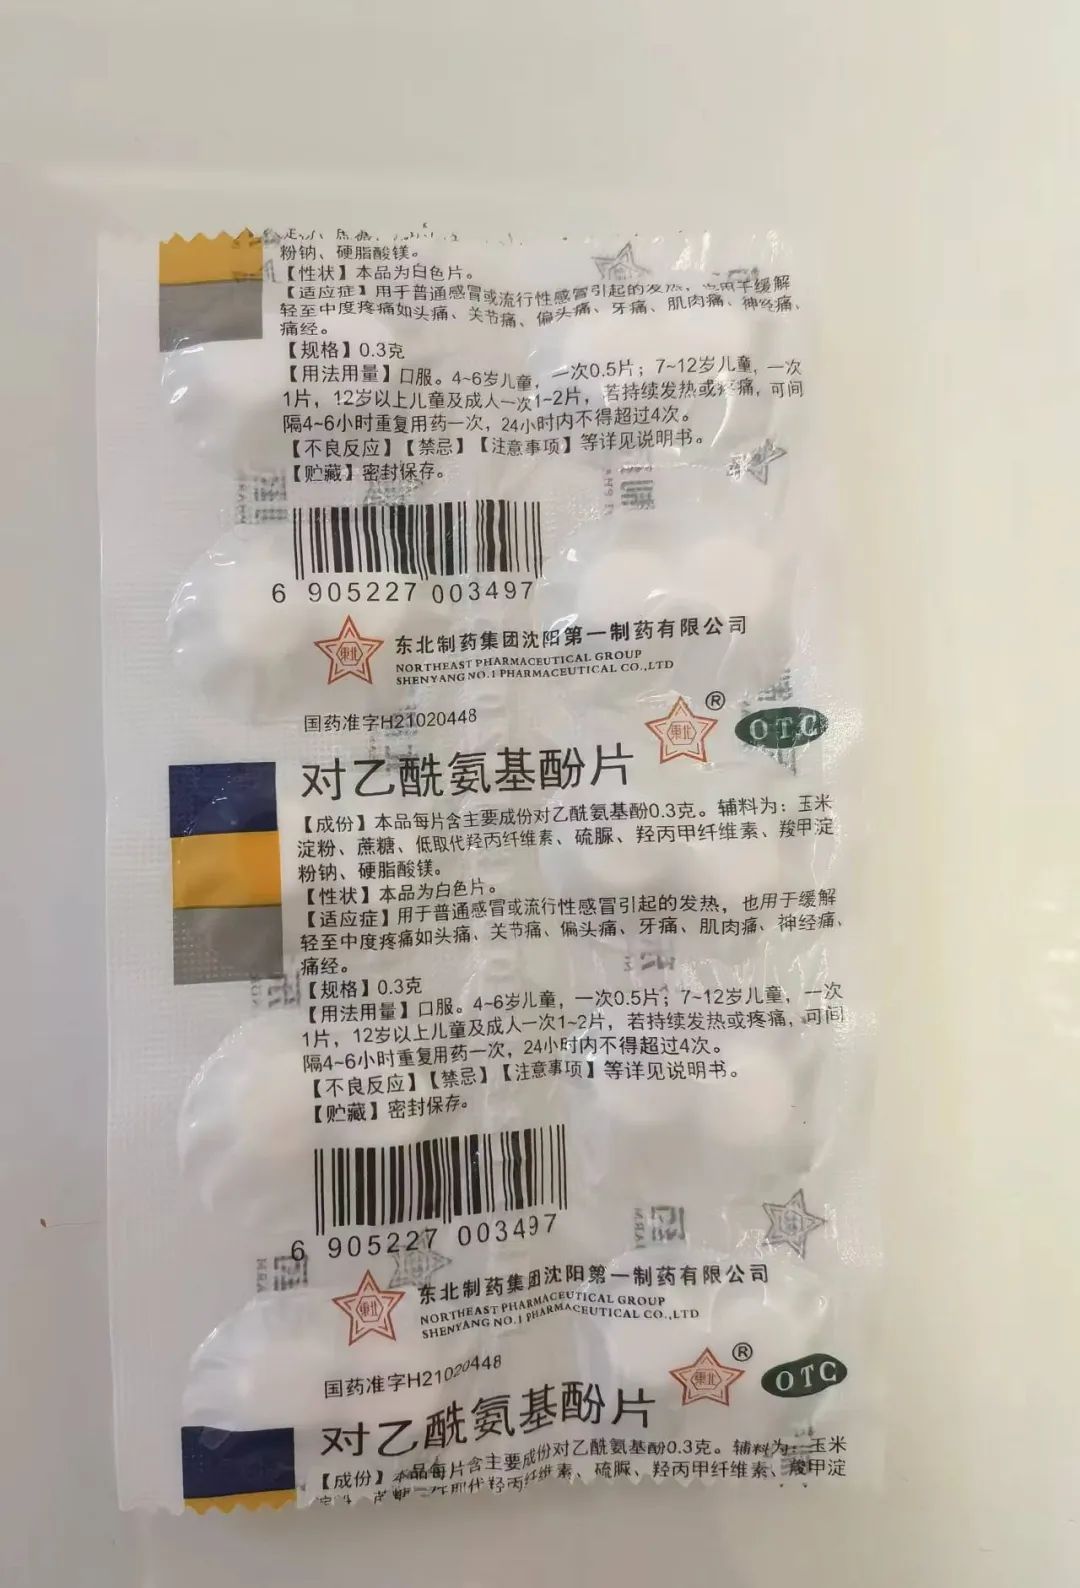 粉钠、硬脂酸镁。
【性状】本品为白色片。
【适应症】用于普通感冒或流行性感冒引起的发热，也用于缓解
轻至中度疼痛如头痛、关节痛、偏头痛、牙痛、肌肉痛、神经痛、
痛经。
【规格】0.3克
【用法用量】口服。4~6岁儿童，一次0.5片；7~12岁儿童，一次
1片，12岁以上儿童及成人一次1~2片，若持续发热或疼痛，可间
隔4~6小时重复用药一次，24小时内不得超过4次。
【不良反应】【禁忌】【注意事项】等详见说明书。
【贮藏】密封保存。
6 905227 003497
東北
东北制药集团沈阳第一制药有限公司
NORTHEAST PHARMACEUTICAL GROUP
SHENYANG NO.1 PHARMACEUTICAL CO.,LTD
国药准字H21020448
東北 ® OTC
对乙酰氨基酚片
【成份】本品每片含主要成份对乙酰氨基酚0.3克。辅料为：玉米
淀粉、蔗糖、低取代羟丙纤维素、硫脲、羟丙甲纤维素、羧甲淀
粉钠、硬脂酸镁。
【性状】本品为白色片。
【适应症】用于普通感冒或流行性感冒引起的发热，也用于缓解
轻至中度疼痛如头痛、关节痛、偏头痛、牙痛、肌肉痛、神经痛、
痛经。
【规格】0.3克
【用法用量】口服。4~6岁儿童，一次0.5片；7~12岁儿童，一次
1片，12岁以上儿童及成人一次1~2片，若持续发热或疼痛，可间
隔4~6小时重复用药一次，24小时内不得超过4次。
【不良反应】【禁忌】【注意事项】等详见说明书。
【贮藏】密封保存。
6 905227 003497
東北
东北制药集团沈阳第一制药有限公司
NORTHEAST PHARMACEUTICAL GROUP
SHENYANG NO.1 PHARMACEUTICAL CO.,LTD
国药准字H21020448
東北 ® OTC
对乙酰氨基酚片
【成份】本品每片含主要成份对乙酰氨基酚0.3克。辅料为：玉米
羟丙纤维素、硫脲、羟丙甲纤维素、羧甲淀